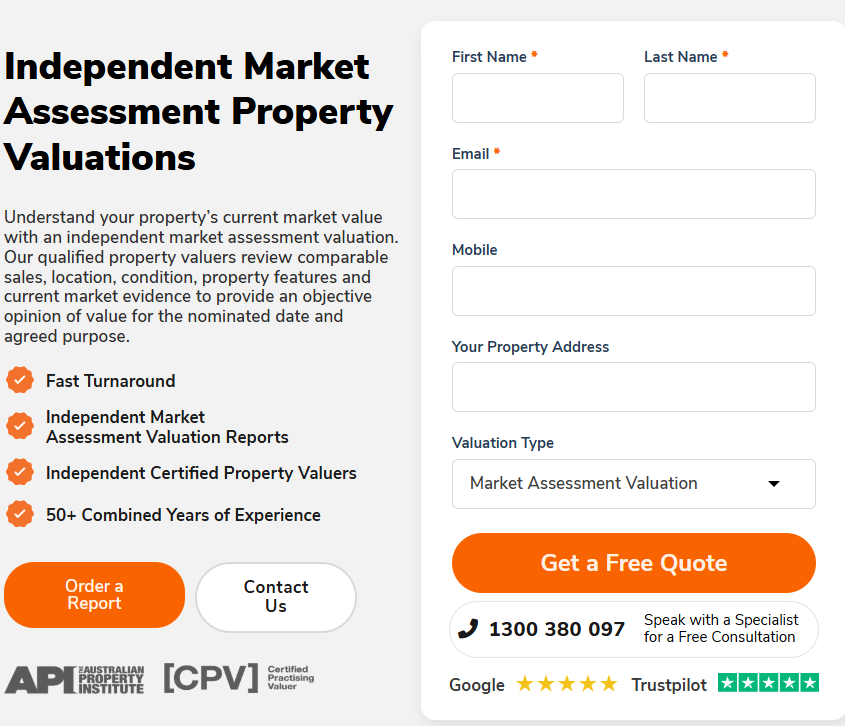 Independent Market
Assessment Property
Valuations
Understand your property's current market value
with an independent market assessment valuation.
Our qualified property valuers review comparable
sales, location, condition, property features and
current market evidence to provide an objective
opinion of value for the nominated date and
agreed purpose.
Fast Turnaround
Independent Market
Assessment Valuation Reports
Independent Certified Property Valuers
50+ Combined Years of Experience
Order a
Report
Contact
Us
API THE AUSTRALIAN
PROPERTY
INSTITUTE
[CPV] Certified
Practising
Valuer
First Name *
Last Name *
Email *
Mobile
Your Property Address
Valuation Type
Market Assessment Valuation
Get a Free Quote
1300 380 097
Speak with a Specialist
for a Free Consultation
Google
Trustpilot